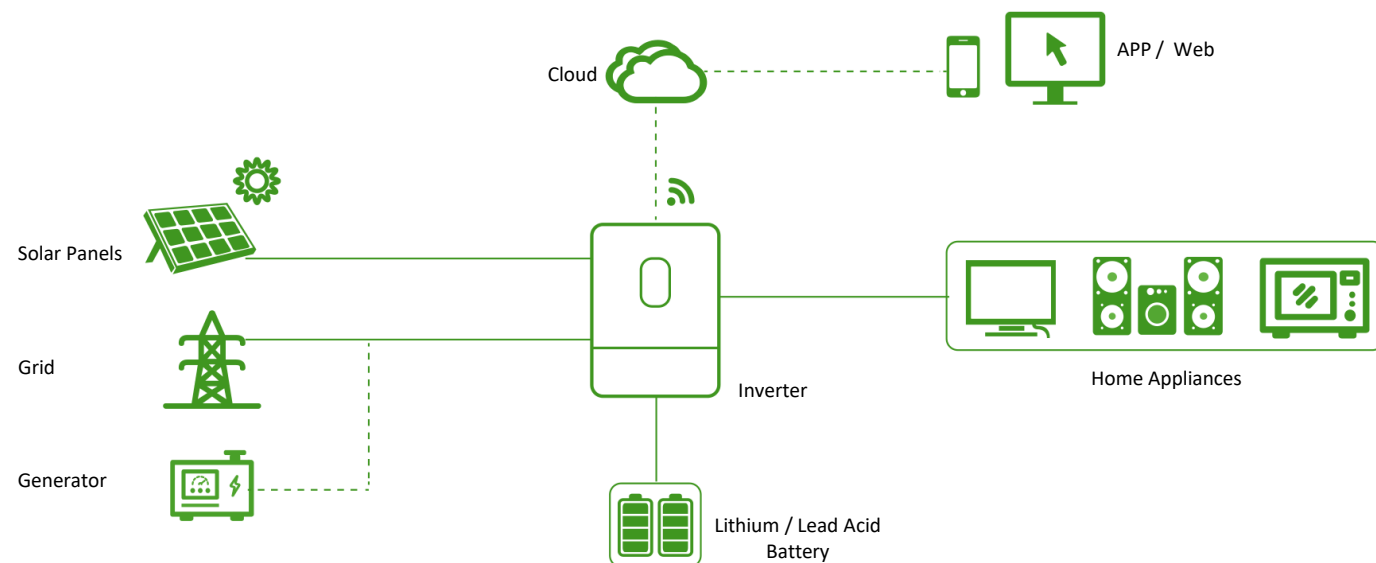 APP / Web
Cloud
Solar Panels
Grid
Inverter
Home Appliances
Generator
Lithium / Lead Acid
Battery